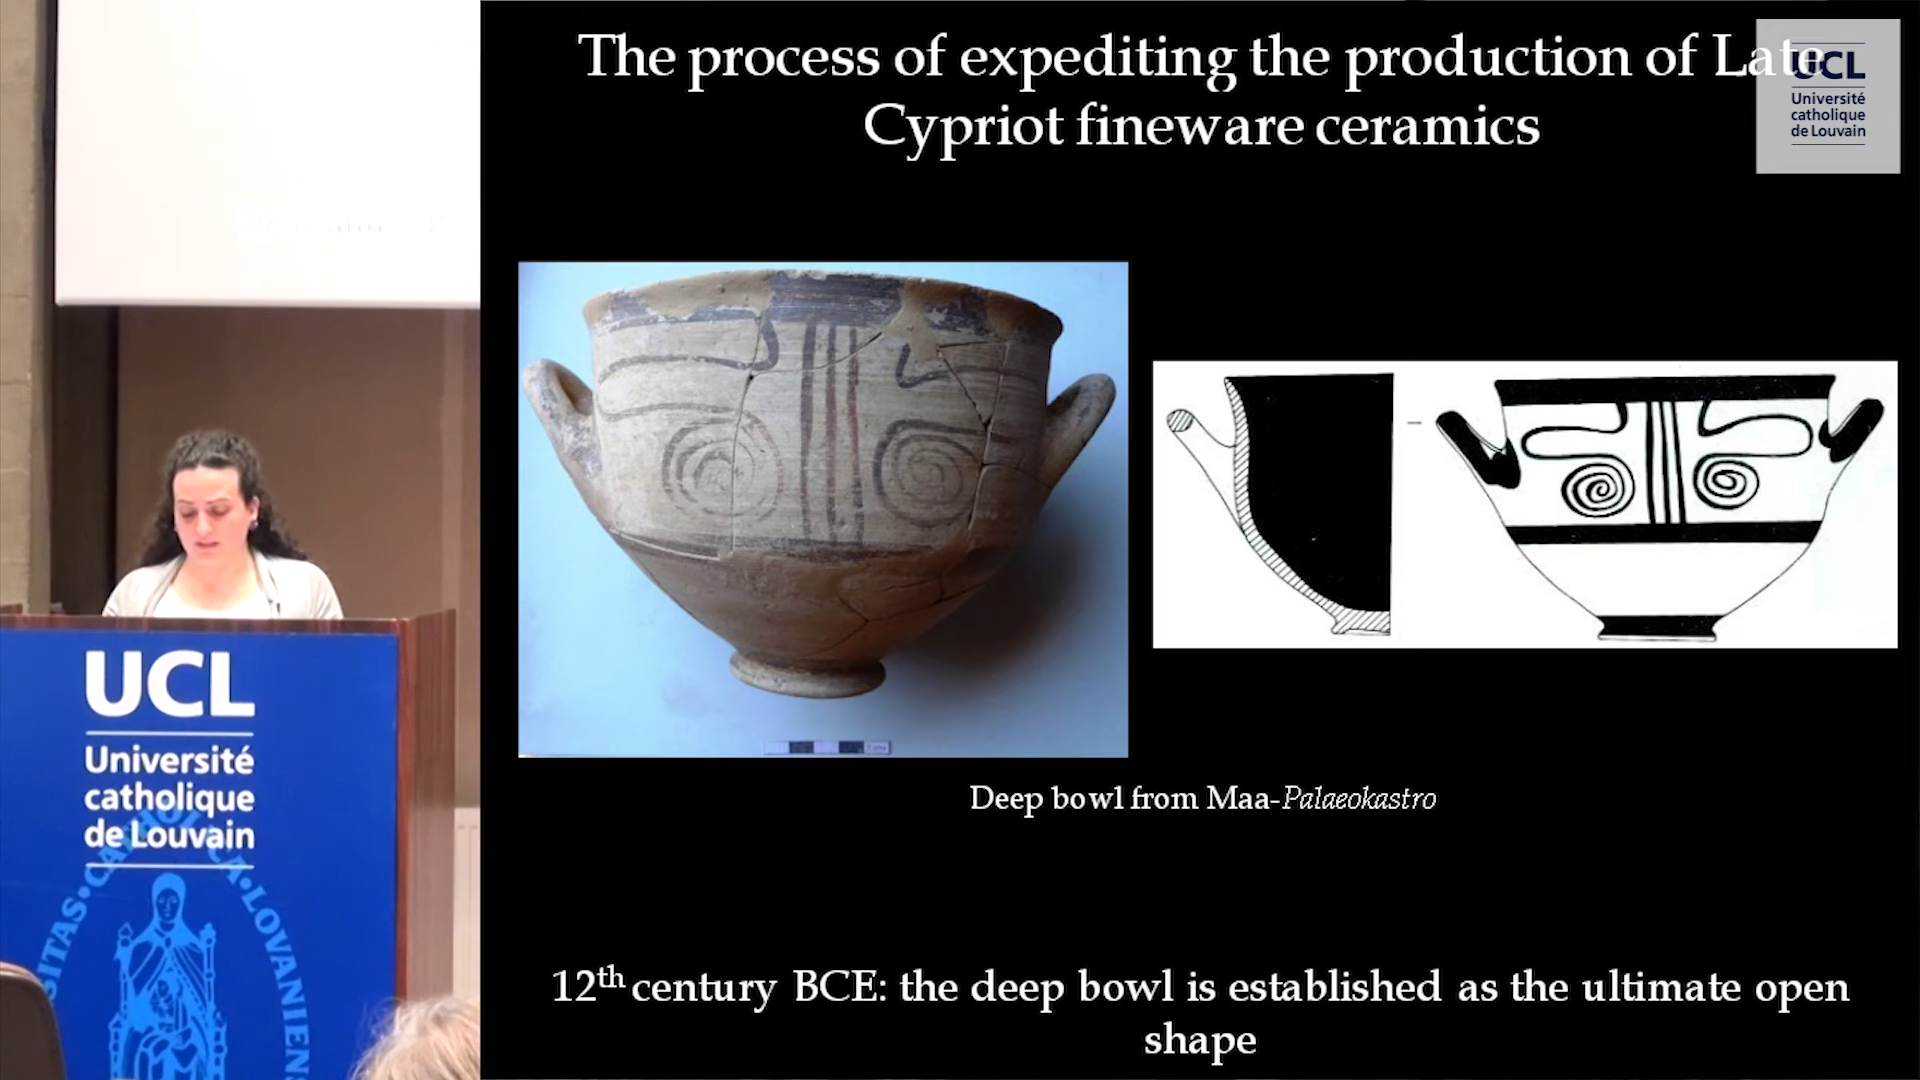 The process of expediting the production of Late
Cypriot fineware ceramics
UCL
Université
catholique
de Louvain
Deep bowl from Maa-Palaeokastro
12th century BCE: the deep bowl is established as the ultimate open
shape
UCL
Université
catholique
de Louvain